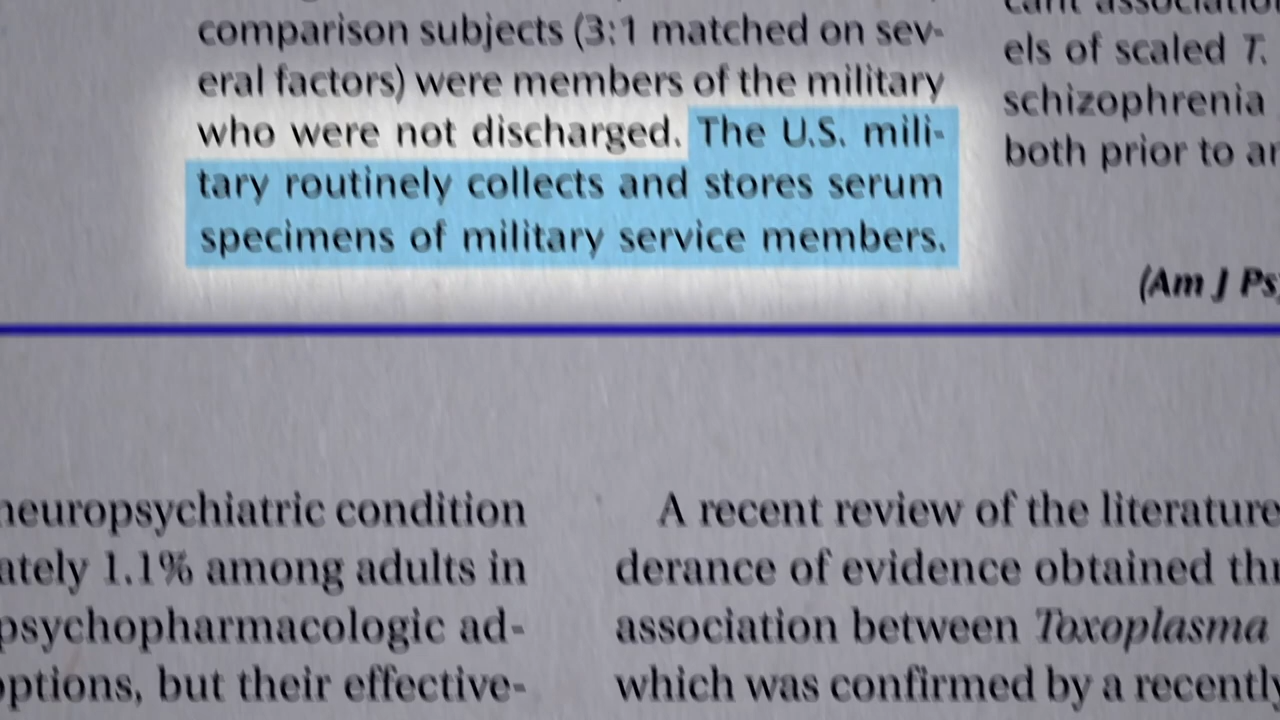 comparison subjects (3:1 matched on sev-
eral factors) were members of the military
who were not discharged. The U.S. mili-
tary routinely collects and stores serum
specimens of military service members.
els of scaled T.
schizophrenia
both prior to
(Am J
neuropsychiatric condition
1.1% among adults in
psychopharmacologic ad-
but their effective-
A recent review of the literature
derance of evidence obtained
association between Toxoplasma
which was confirmed by a recently